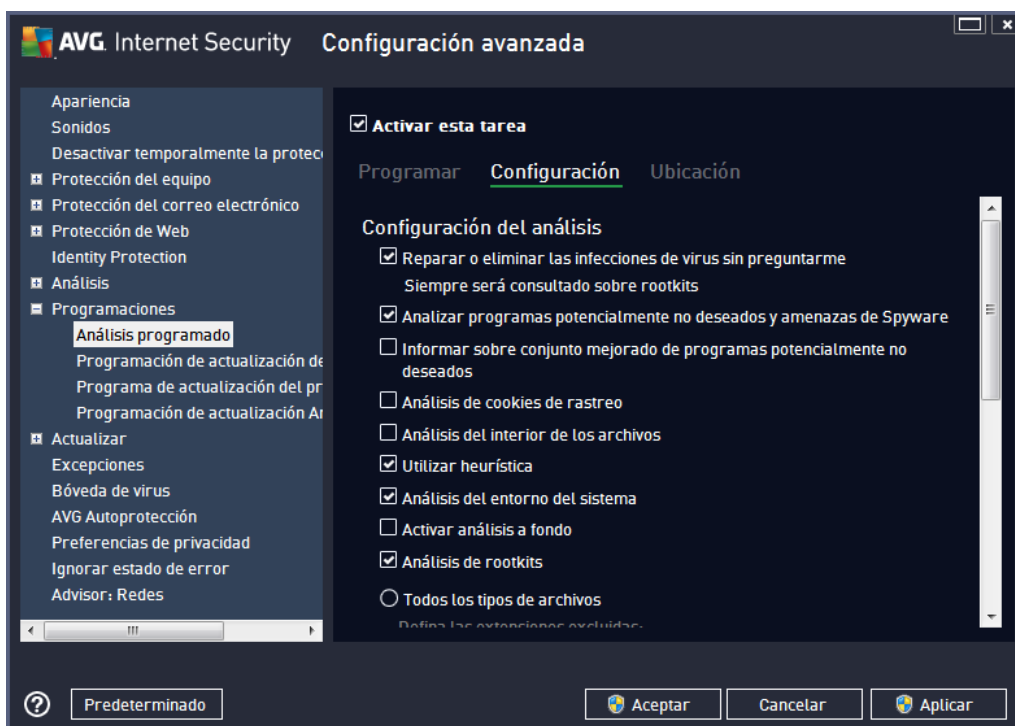 AVG. Internet Security Configuración avanzada
Apariencia
Sonidos
Desactivar temporalmente la protec
Protección del equipo
Protección del correo electrónico
Protección de Web
Identity Protection
Análisis
Programaciones
Análisis programado
Programación de actualización de
Programa de actualización del pr
Programación de actualización
Actualizar
Excepciones
Bóveda de virus
AVG Autoprotección
Preferencias de privacidad
Ignorar estado de error
Advisor: Redes
Activar esta tarea
Programar Configuración Ubicación
Configuración del análisis
Reparar o eliminar las infecciones de virus sin preguntarme
Siempre será consultado sobre rootkits
Analizar programas potencialmente no deseados y amenazas de Spyware
Informar sobre conjunto mejorado de programas potencialmente no
deseados
Análisis de cookies de rastreo
Análisis del interior de los archivos
Utilizar heurística
Análisis del entorno del sistema
Activar análisis a fondo
Análisis de rootkits
Todos los tipos de archivos
Defina las extensiones excluidas:
Predeterminado
Aceptar
Cancelar
Aplicar